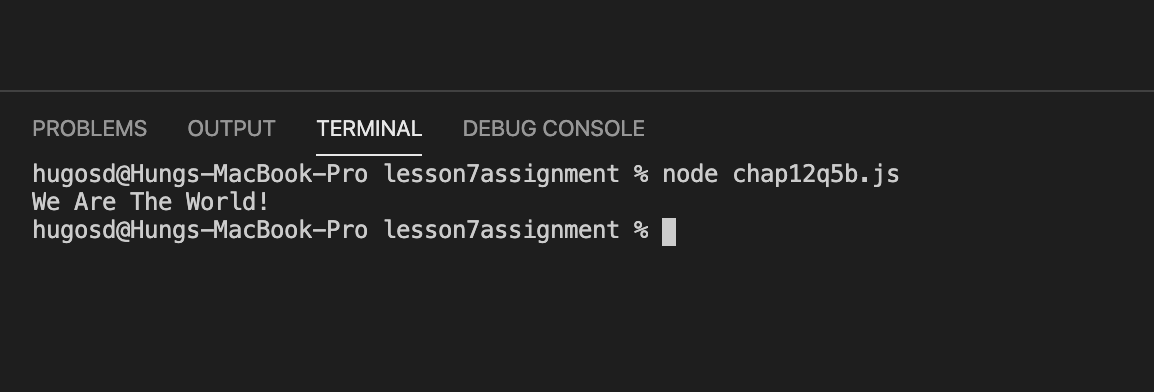 PROBLEMS OUTPUT TERMINAL DEBUG CONSOLE
hugosd@Hungs-MacBook-Pro lesson7assignment % node chap12q5b.js
We Are The World!
hugosd@Hungs-MacBook-Pro lesson7assignment %